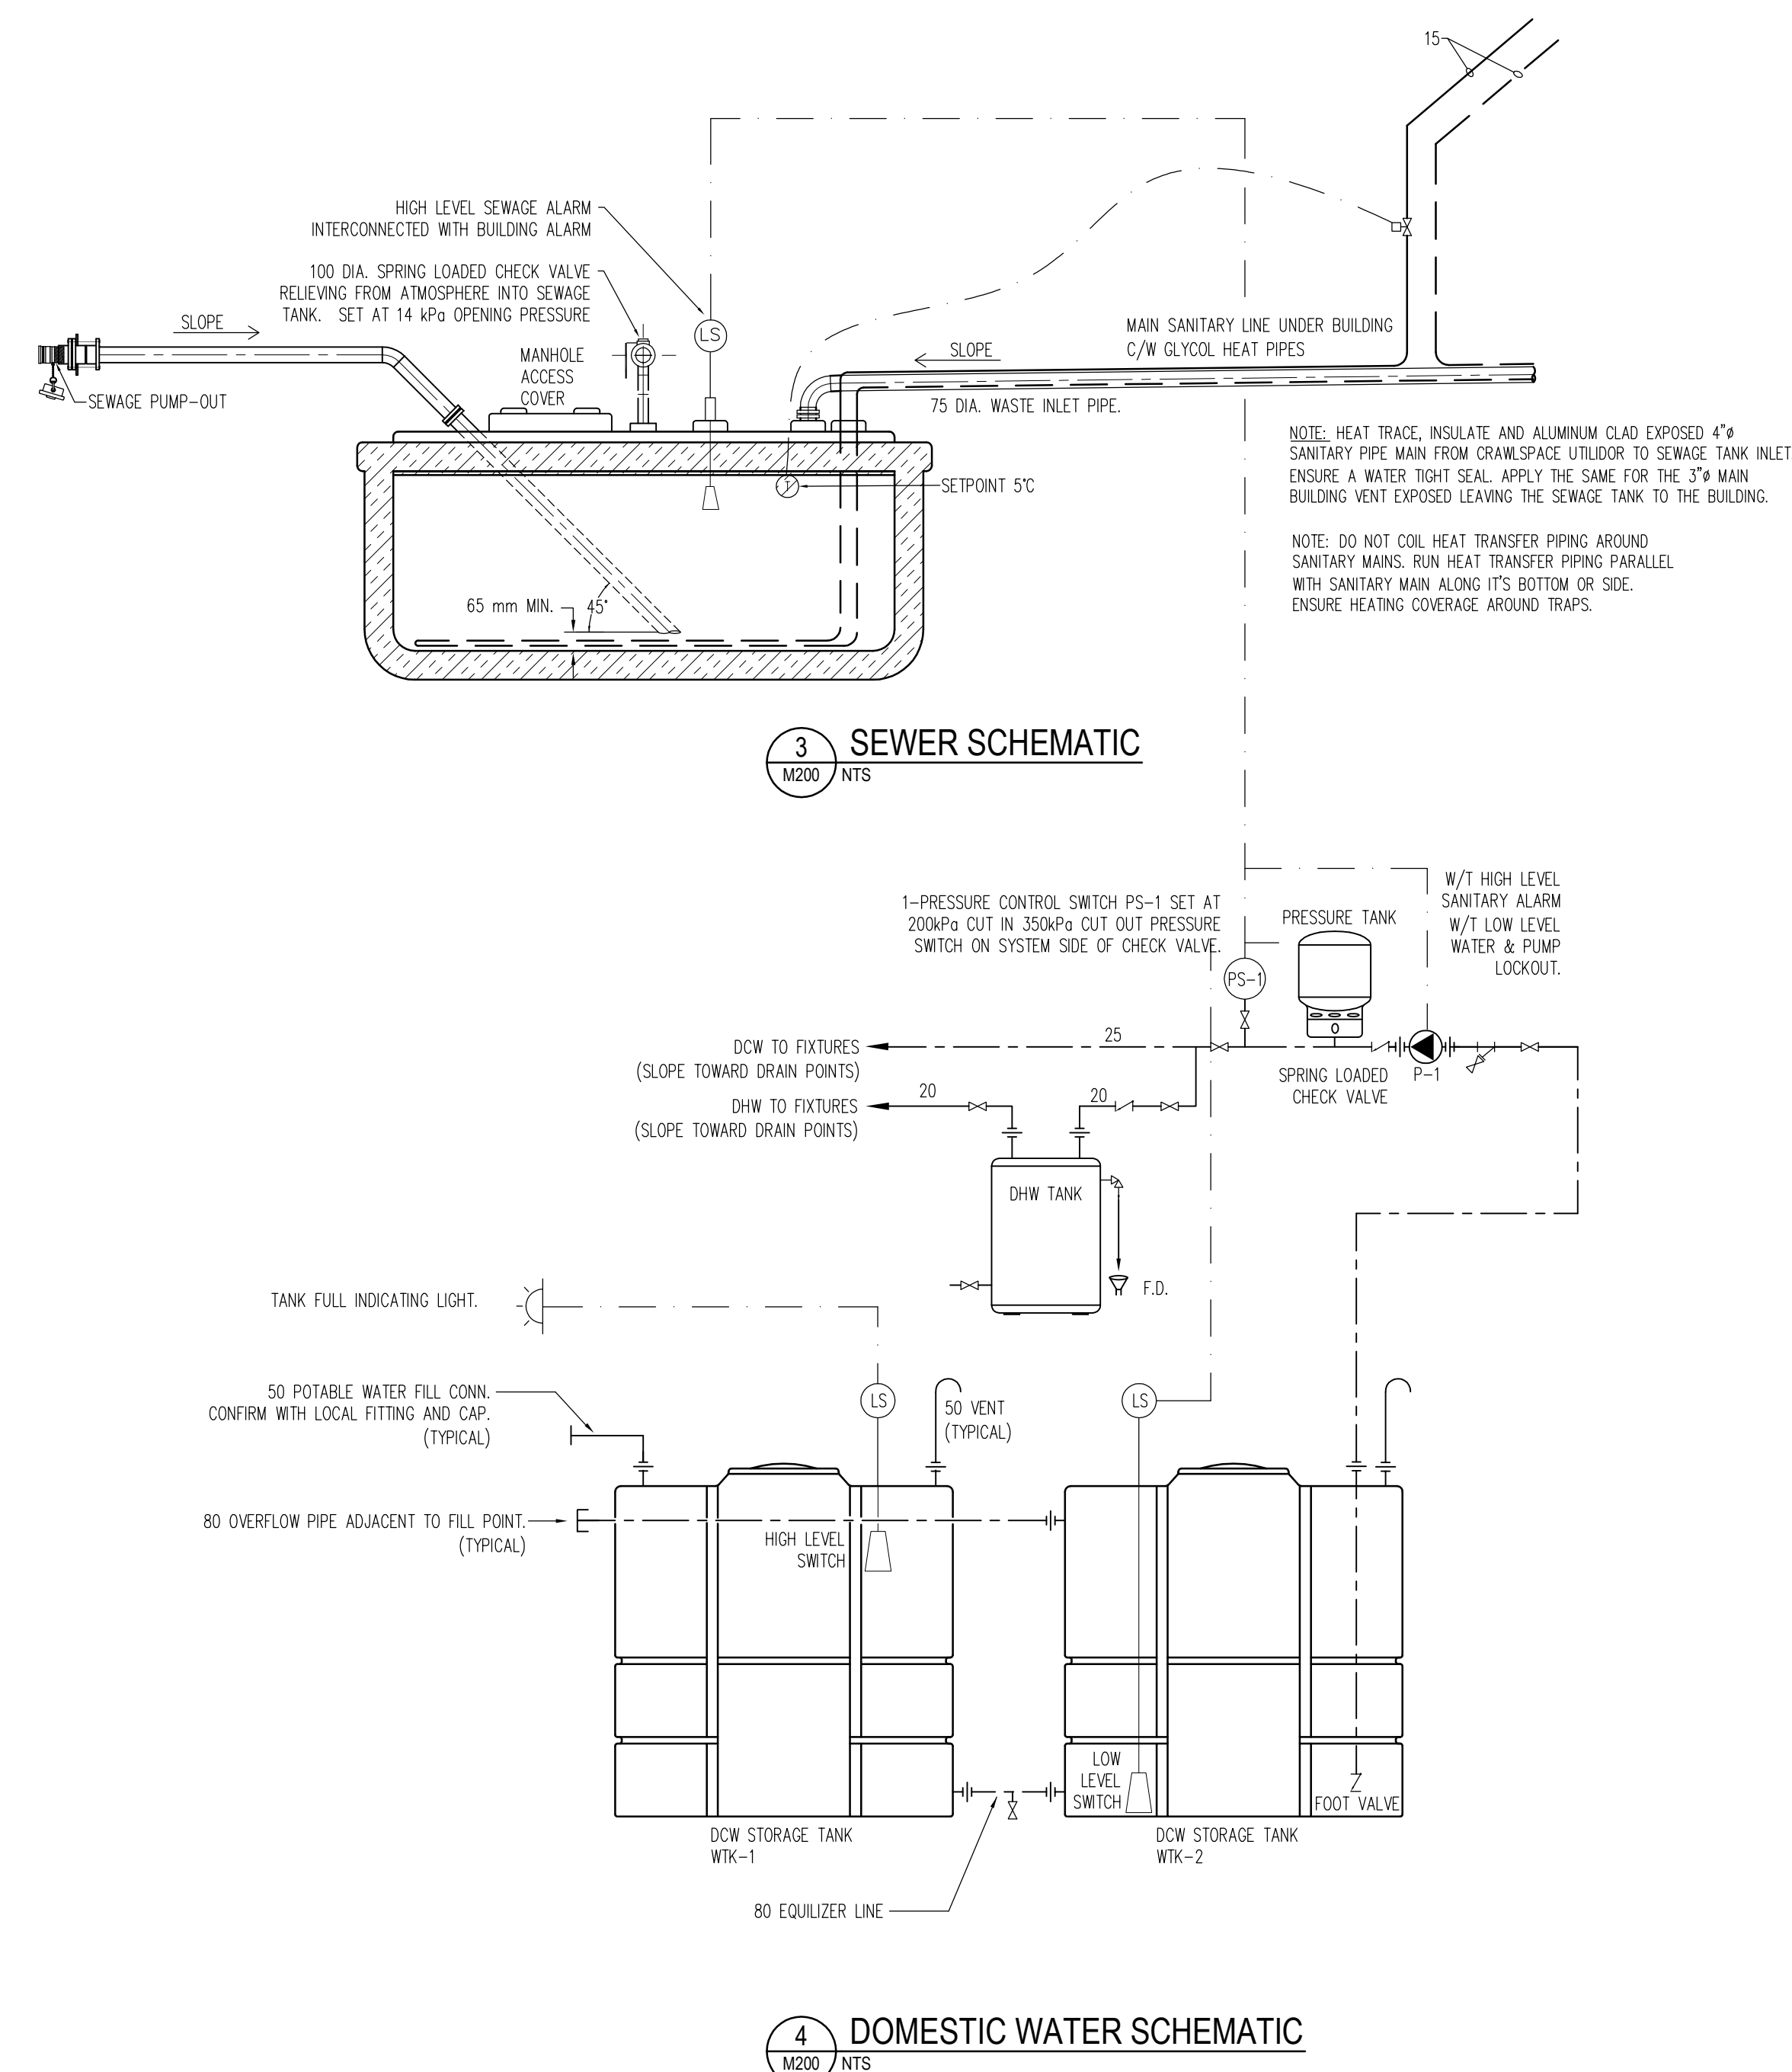 15
HIGH LEVEL SEWAGE ALARM
INTERCONNECTED WITH BUILDING ALARM
100 DIA. SPRING LOADED CHECK VALVE
RELIEVING FROM ATMOSPHERE INTO SEWAGE
TANK. SET AT 14 kPa OPENING PRESSURE
SLOPE
SEWAGE PUMP-OUT
MANHOLE
ACCESS
COVER
LS
MAIN SANITARY LINE UNDER BUILDING
C/W GLYCOL HEAT PIPES
SLOPE
75 DIA. WASTE INLET PIPE.
T
SETPOINT 5°C
65 mm MIN.
45°
NOTE: HEAT TRACE, INSULATE AND ALUMINUM CLAD EXPOSED 4"ø
SANITARY PIPE MAIN FROM CRAWLSPACE UTILIDOR TO SEWAGE TANK INLET
ENSURE A WATER TIGHT SEAL. APPLY THE SAME FOR THE 3"ø MAIN
BUILDING VENT EXPOSED LEAVING THE SEWAGE TANK TO THE BUILDING.
NOTE: DO NOT COIL HEAT TRANSFER PIPING AROUND
SANITARY MAINS. RUN HEAT TRANSFER PIPING PARALLEL
WITH SANITARY MAIN ALONG IT'S BOTTOM OR SIDE.
ENSURE HEATING COVERAGE AROUND TRAPS.
3 SEWER SCHEMATIC
M200 NTS
1-PRESSURE CONTROL SWITCH PS-1 SET AT
200kPa CUT IN 350kPa CUT OUT PRESSURE
SWITCH ON SYSTEM SIDE OF CHECK VALVE.
PRESSURE TANK
W/T HIGH LEVEL
SANITARY ALARM
W/T LOW LEVEL
WATER & PUMP
LOCKOUT.
PS-1
25
DCW TO FIXTURES
(SLOPE TOWARD DRAIN POINTS)
SPRING LOADED
CHECK VALVE
P-1
20
20
DHW TO FIXTURES
(SLOPE TOWARD DRAIN POINTS)
DHW TANK
F.D.
TANK FULL INDICATING LIGHT.
50 POTABLE WATER FILL CONN.
CONFIRM WITH LOCAL FITTING AND CAP.
(TYPICAL)
LS
50 VENT
(TYPICAL)
LS
80 OVERFLOW PIPE ADJACENT TO FILL POINT.
(TYPICAL)
HIGH LEVEL
SWITCH
LOW
LEVEL
SWITCH
FOOT VALVE
DCW STORAGE TANK
WTK-1
DCW STORAGE TANK
WTK-2
80 EQUILIZER LINE
4 DOMESTIC WATER SCHEMATIC
M200 NTS